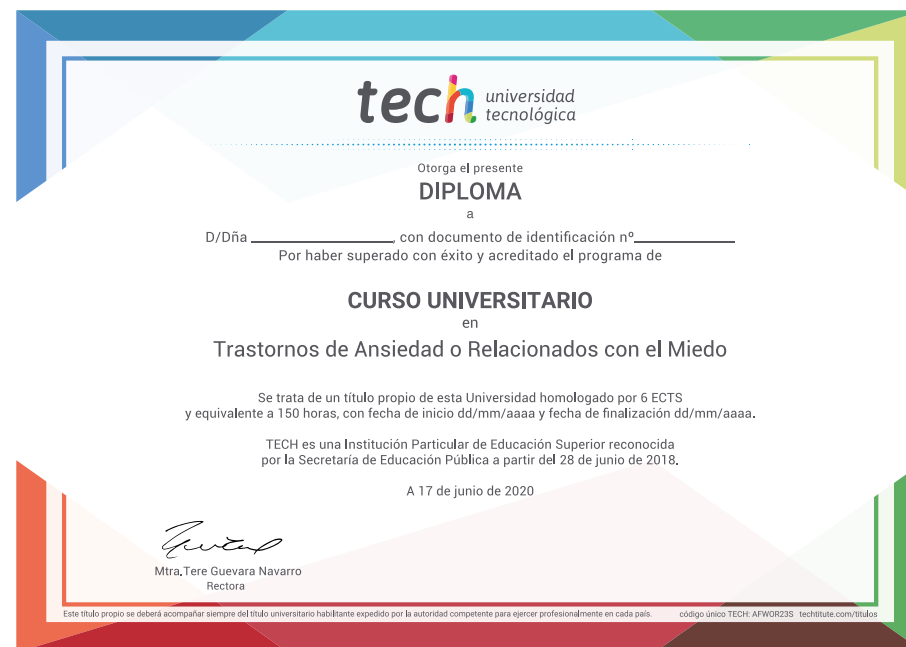 tech universidad
tecnológica
Otorga el presente
DIPLOMA
a
D/Dña ____________, con documento de identificación nº____________
Por haber superado con éxito y acreditado el programa de
CURSO UNIVERSITARIO
en
Trastornos de Ansiedad o Relacionados con el Miedo
Se trata de un título propio de esta Universidad homologado por 6 ECTS
y equivalente a 150 horas, con fecha de inicio dd/mm/aaaa y fecha de finalización dd/mm/aaaa.
TECH es una Institución Particular de Educación Superior reconocida
por la Secretaría de Educación Pública a partir del 28 de junio de 2018.
A 17 de junio de 2020
Mtra.Tere Guevara Navarro
Rectora
Este título propio se deberá acompañar siempre del título universitario habilitante expedido por la autoridad competente para ejercer profesionalmente en cada país. código único TECH: AFWOR23S techtitute.com/titulos